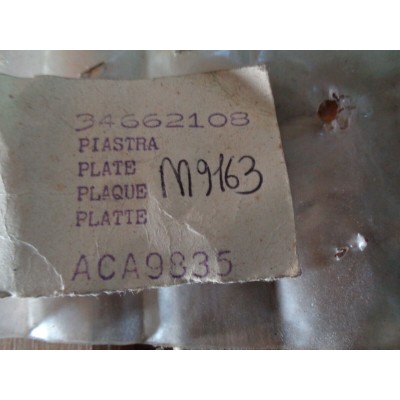 34662108
PIASTRA
PLATE
PLAQUE M9163
PLATTE
ACA9835